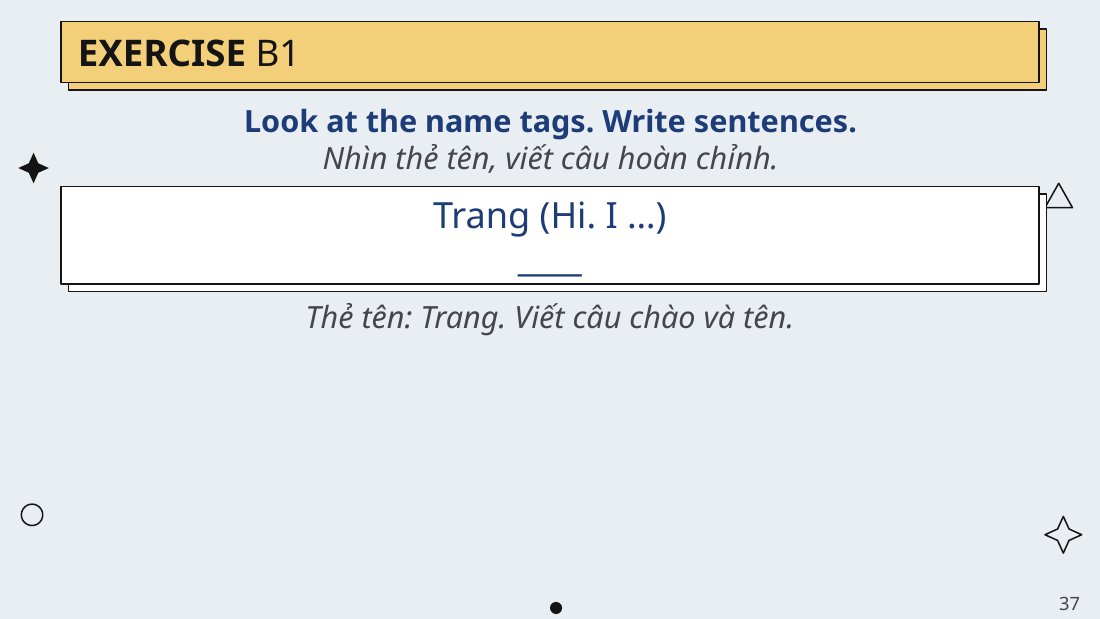 EXERCISE B1
Look at the name tags. Write sentences.
Nhìn thẻ tên, viết câu hoàn chỉnh.
Trang (Hi. I ...)
____
Thẻ tên: Trang. Viết câu chào và tên.
37